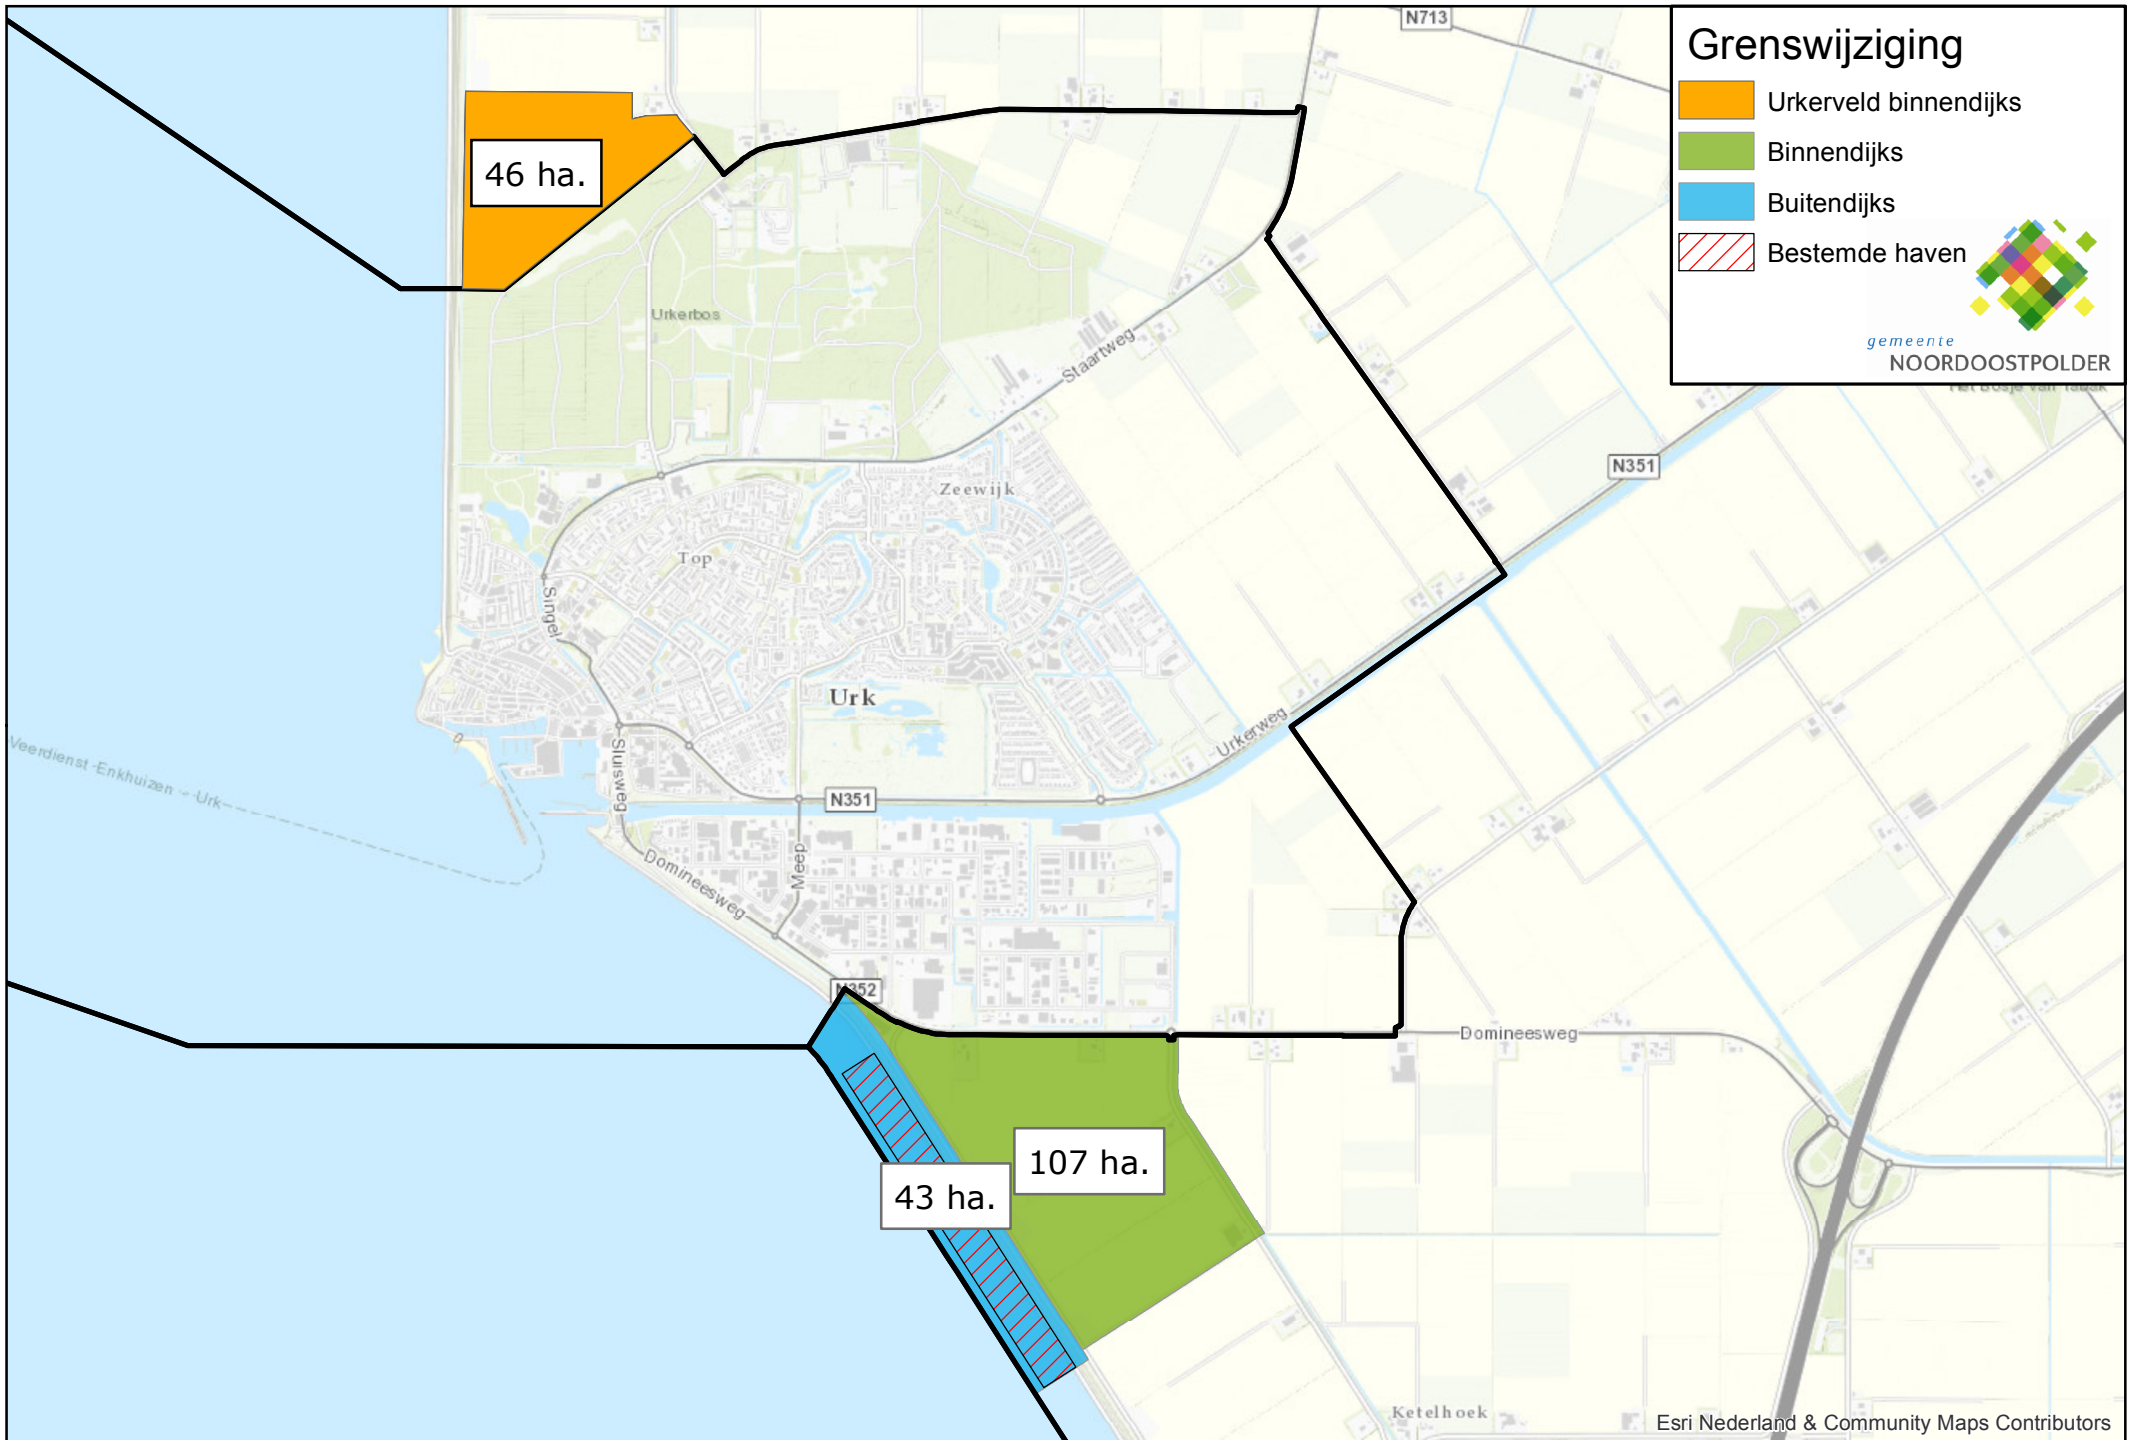 N713
Grenswijziging
Urkerveld binnendijks
Binnendijks
Buitendijks
Bestemde haven
gemeente
NOORDOOSTPOLDER
46 ha.
Urkerbos
Staartweg
N351
Zeewijk
Top
Singel
Urk
Urkerweg
Veerdienst Enkhuizen - Urk
Sluisweg
N351
Meep
Domineesweg
N352
Domineesweg
107 ha.
43 ha.
Ketelhoek
Esri Nederland & Community Maps Contributors